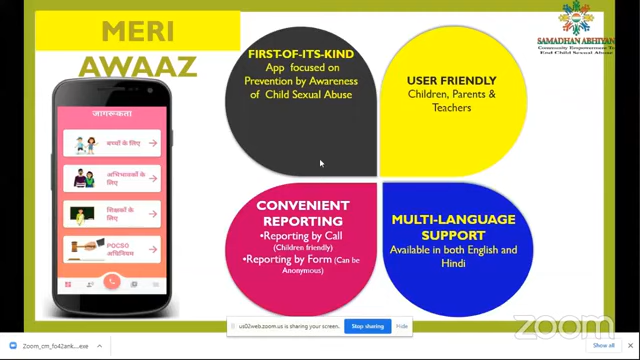 MERI
AWAAZ
SAMADHAN ABHIYAN
Community Empowerment To
End Child Sexual Abuse
FIRST-OF-ITS-KIND
App focused on
Prevention by Awareness
of Child Sexual Abuse
USER FRIENDLY
Children, Parents &
Teachers
जागरूकता
बच्चों के लिए
अभिभावकों के
लिए
शिक्षकों के
लिए
POCSO
अधिनियम
CONVENIENT
REPORTING
•Reporting by Call
(Children friendly)
•Reporting by Form (Can be
Anonymous)
MULTI-LANGUAGE
SUPPORT
Available in both English and
Hindi
us02web.zoom.us is sharing your screen.
Stop sharing
Hide
zoom
Zoom_cm_fo42ank....exe
Show all